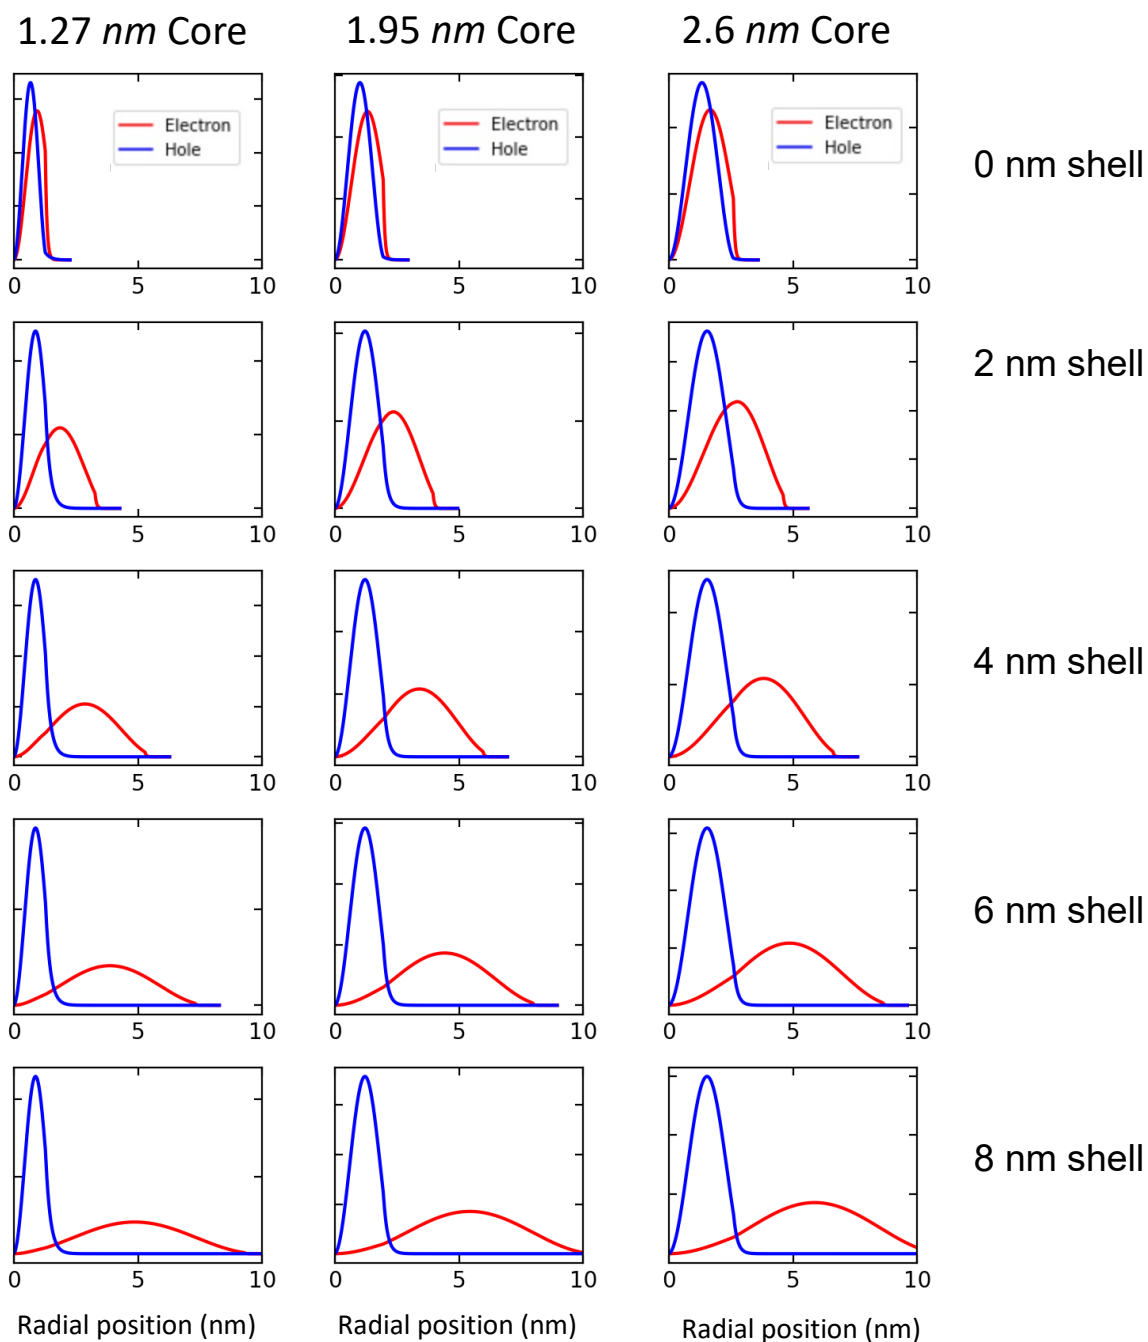 1.27 nm Core 1.95 nm Core 2.6 nm Core
Electron
Hole
Electron
Hole
Electron
Hole
0 nm shell
0 5 10 0 5 10 0 5 10
2 nm shell
0 5 10 0 5 10 0 5 10
4 nm shell
0 5 10 0 5 10 0 5 10
6 nm shell
0 5 10 0 5 10 0 5 10
8 nm shell
0 5 10 0 5 10 0 5 10
Radial position (nm) Radial position (nm) Radial position (nm)